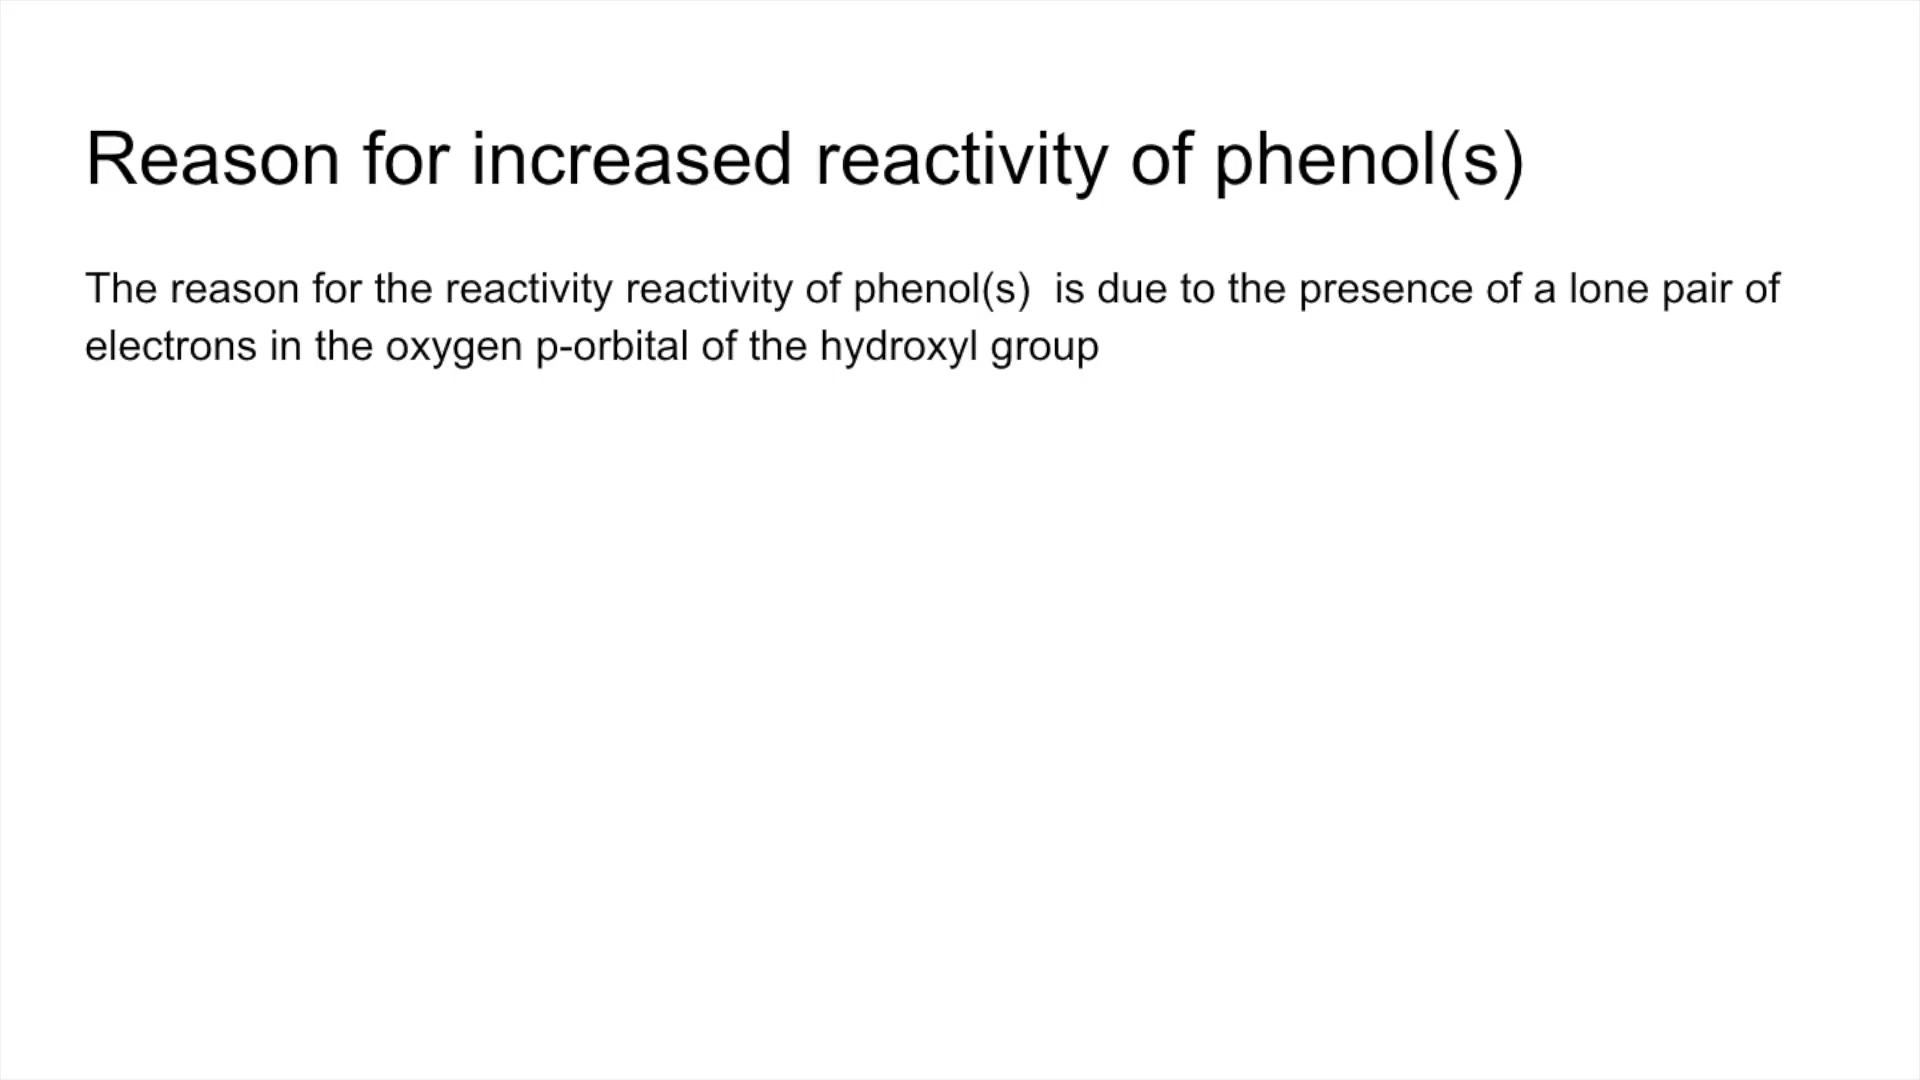 Reason for increased reactivity of phenol(s)
The reason for the reactivity reactivity of phenol(s)  is due to the presence of a lone pair of
electrons in the oxygen p-orbital of the hydroxyl group